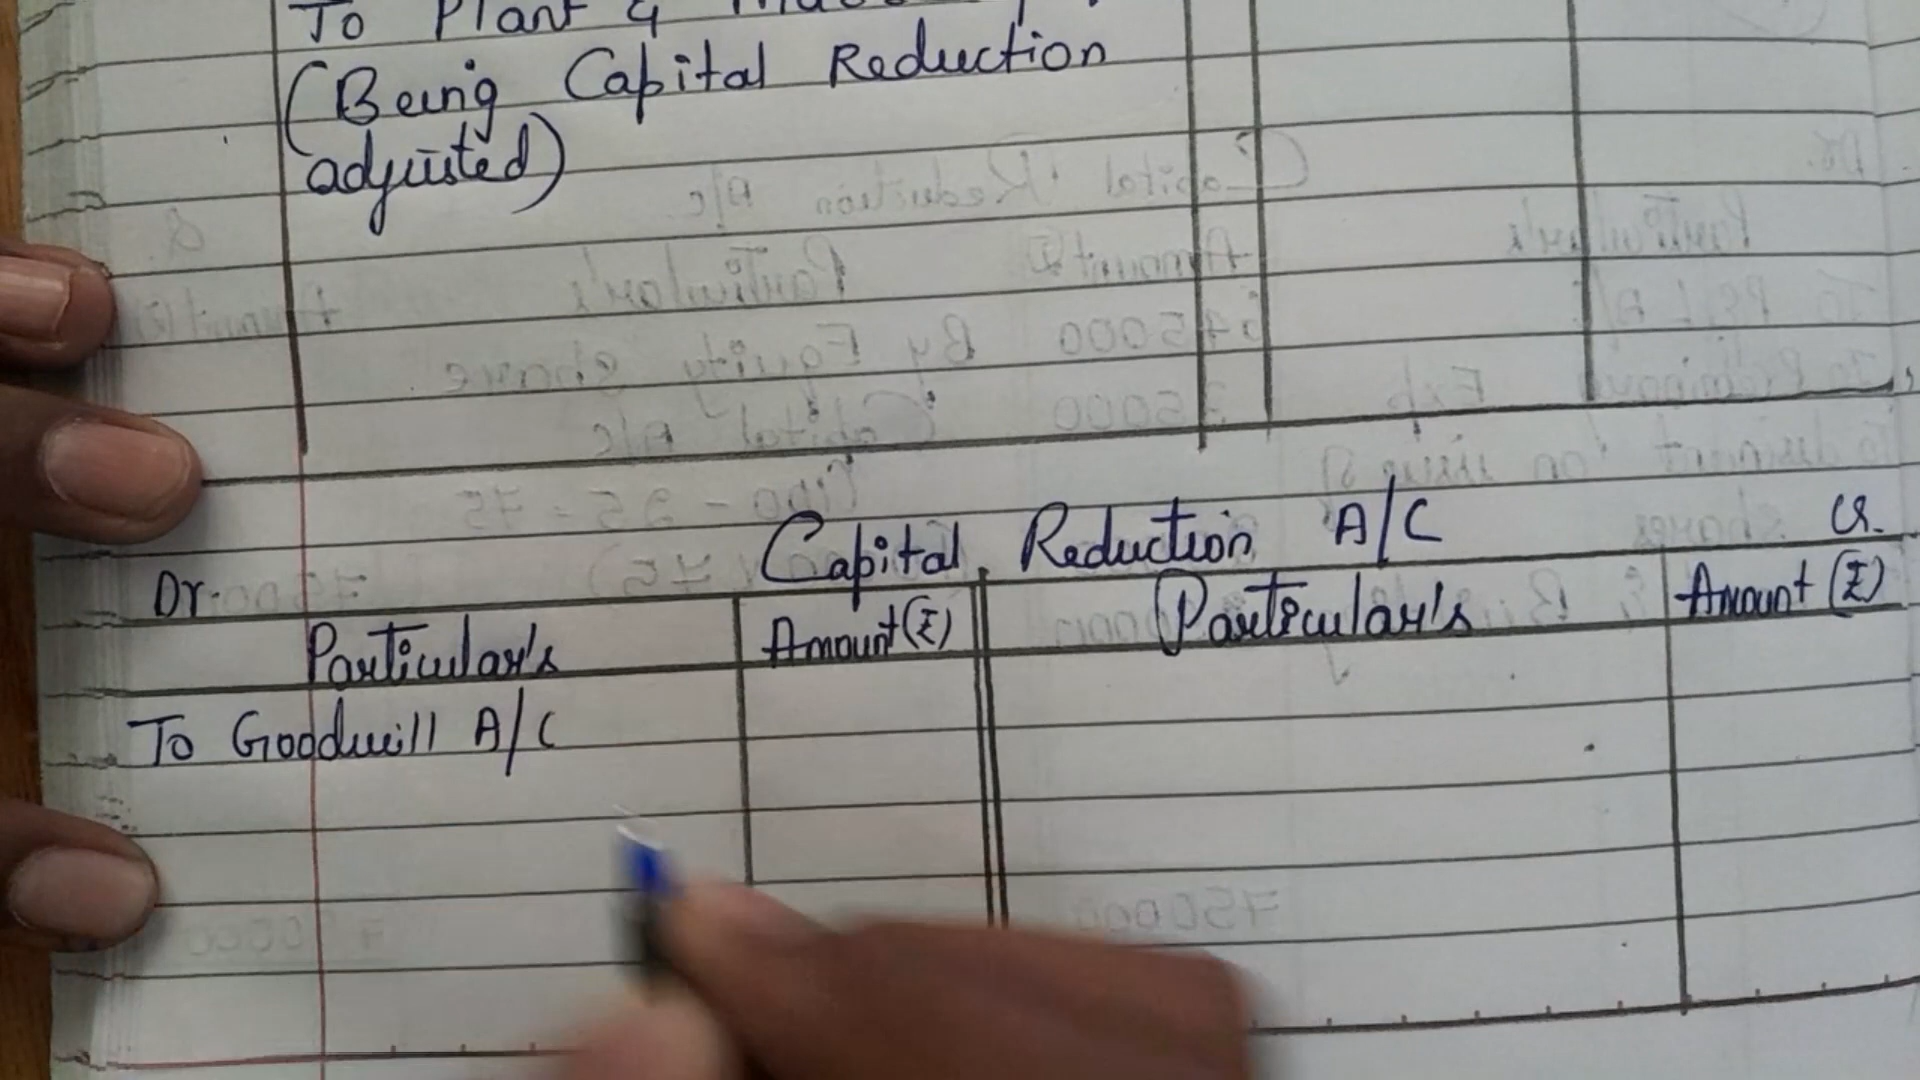 To Plant &
(Being Capital Reduction
adjusted)
Capital Reduction A/C
Dr. Cr.
Particular's Amount (₹) Particular's Amount (₹)
To Goodwill A/C